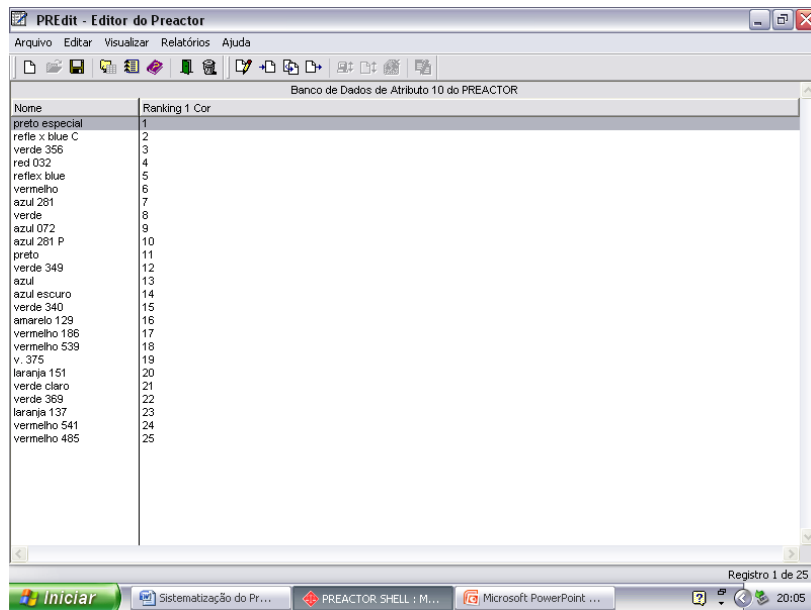 PREdit - Editor do Preactor
Arquivo Editar Visualizar Relatórios Ajuda
Banco de Dados de Atributo 10 do PREACTOR
Nome Ranking 1 Cor
preto especial 1
refle x blue C 2
verde 356 3
red 032 4
reflex blue 5
vermelho 6
azul 281 7
verde 8
azul 072 9
azul 281 P 10
preto 11
verde 349 12
azul 13
azul escuro 14
verde 340 15
amarelo 129 16
vermelho 186 17
vermelho 539 18
v. 375 19
laranja 151 20
verde claro 21
verde 369 22
laranja 137 23
vermelho 541 24
vermelho 485 25
Registro 1 de 25
Iniciar Sistematização do Pr... PREACTOR SHELL : M... Microsoft PowerPoint ... 20:05